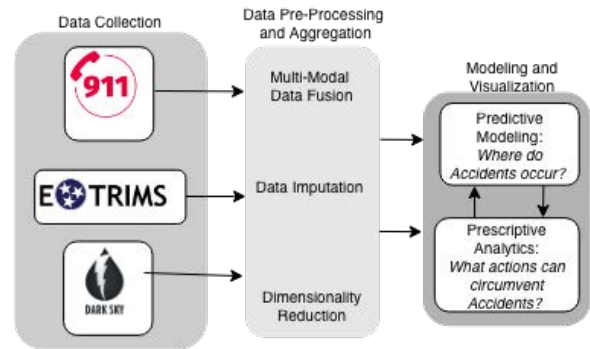 Data Collection
911
E TRIMS
DARK SKY
Data Pre-Processing
and Aggregation
Multi-Modal
Data Fusion
Data Imputation
Dimensionality
Reduction
Modeling and
Visualization
Predictive
Modeling:
Where do
Accidents occur?
Prescriptive
Analytics:
What actions can
circumvent
Accidents?